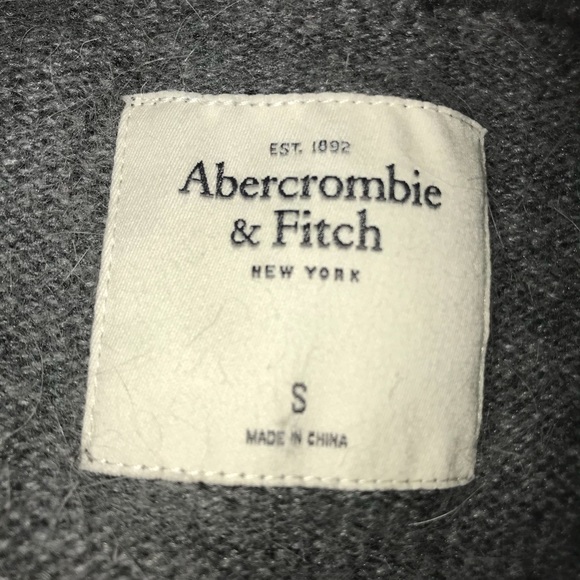 EST. 1892
Abercrombie
& Fitch
NEW YORK
S
MADE IN CHINA